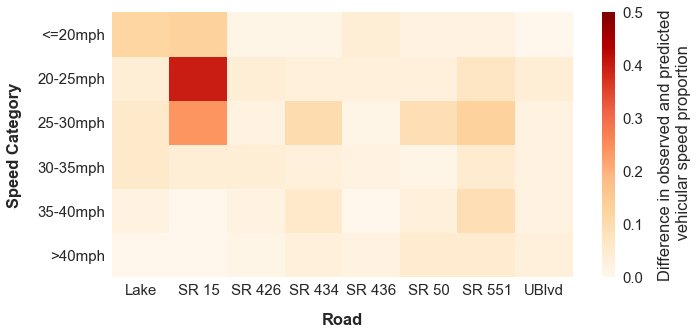 <=20mph
20-25mph
25-30mph
30-35mph
35-40mph
>40mph
Speed Category
Lake SR 15 SR 426 SR 434 SR 436 SR 50 SR 551 UBlvd
Road
0.5
0.4
0.3
0.2
0.1
0.0
Difference in observed and predicted
vehicular speed proportion